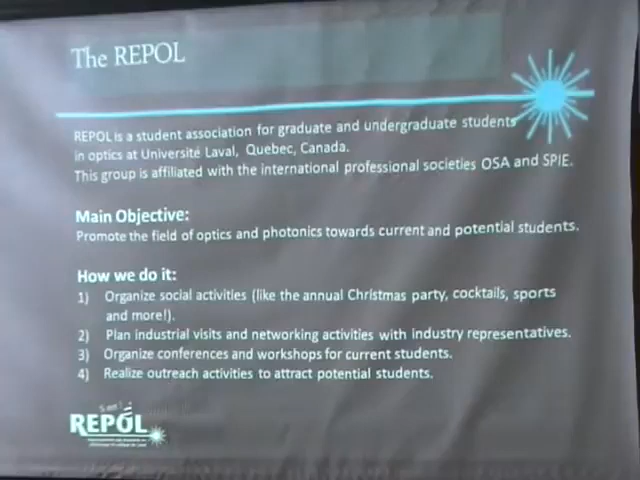 The REPOL
REPOL is a student association for graduate and undergraduate students
in optics at Université Laval, Quebec, Canada.
This group is affiliated with the international professional societies OSA and SPIE.
Main Objective:
Promote the field of optics and photonics towards current and potential students.
How we do it:
1) Organize social activities (like the annual Christmas party, cocktails, sports
and more!).
2) Plan industrial visits and networking activities with industry representatives.
3) Organize conferences and workshops for current students.
4) Realize outreach activities to attract potential students.
REPOL